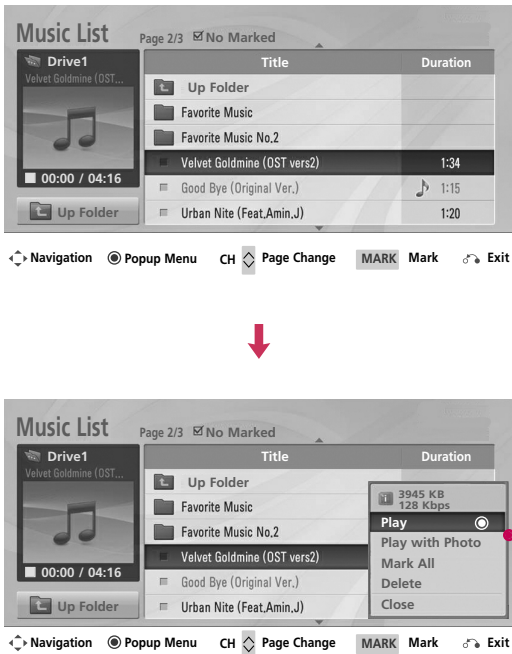 Music List
Page 2/3 No Marked
Drive1
Velvet Goldmine (OST...
00:00 / 04:16
Up Folder
Title Duration
Up Folder
Favorite Music
Favorite Music No.2
Velvet Goldmine (OST vers2) 1:34
Good Bye (Original Ver.) 1:15
Urban Nite (Feat.Amin.J) 1:20
Navigation Popup Menu CH Page Change MARK Mark Exit
Music List
Page 2/3 No Marked
Drive1
Velvet Goldmine (OST...
00:00 / 04:16
Up Folder
Title Duration
Up Folder
Favorite Music
Favorite Music No.2
Velvet Goldmine (OST vers2)
Good Bye (Original Ver.)
Urban Nite (Feat.Amin.J)
3945 KB
128 Kbps
Play
Play with Photo
Mark All
Delete
Close
Navigation Popup Menu CH Page Change MARK Mark Exit